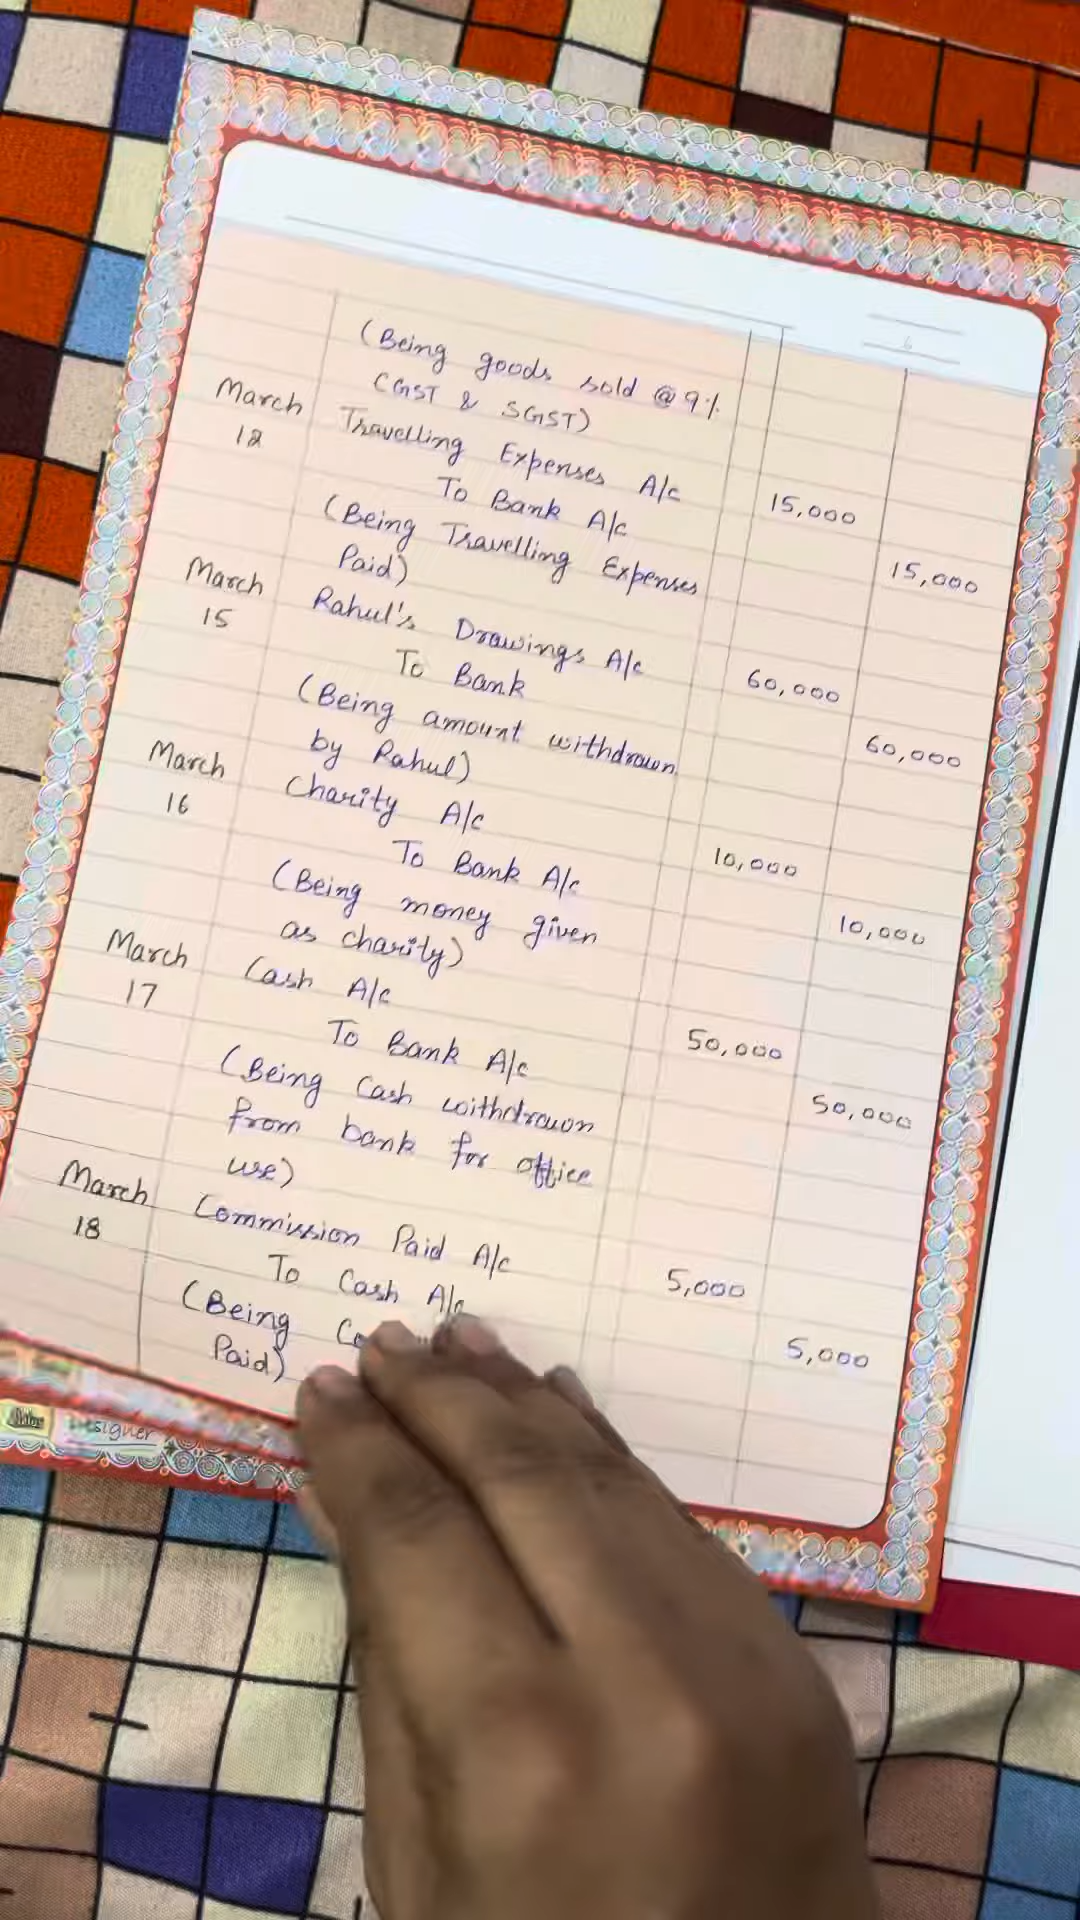 6
(Being goods sold @ 9%
CGST & SGST)
March Travelling Expenses A/c 15,000
12 To Bank A/c 15,000
(Being Travelling Expenses
Paid)
March Rahul's Drawings A/c 60,000
15 To Bank 60,000
(Being amount withdrawn
by Rahul)
March Charity A/c 10,000
16 To Bank A/c 10,000
(Being money given
as charity)
March Cash A/c 50,000
17 To Bank A/c 50,000
(Being Cash withdrawn
from bank for office
use)
March Commission Paid A/c 5,000
18 To Cash A/c 5,000
(Being
Paid)
Designer